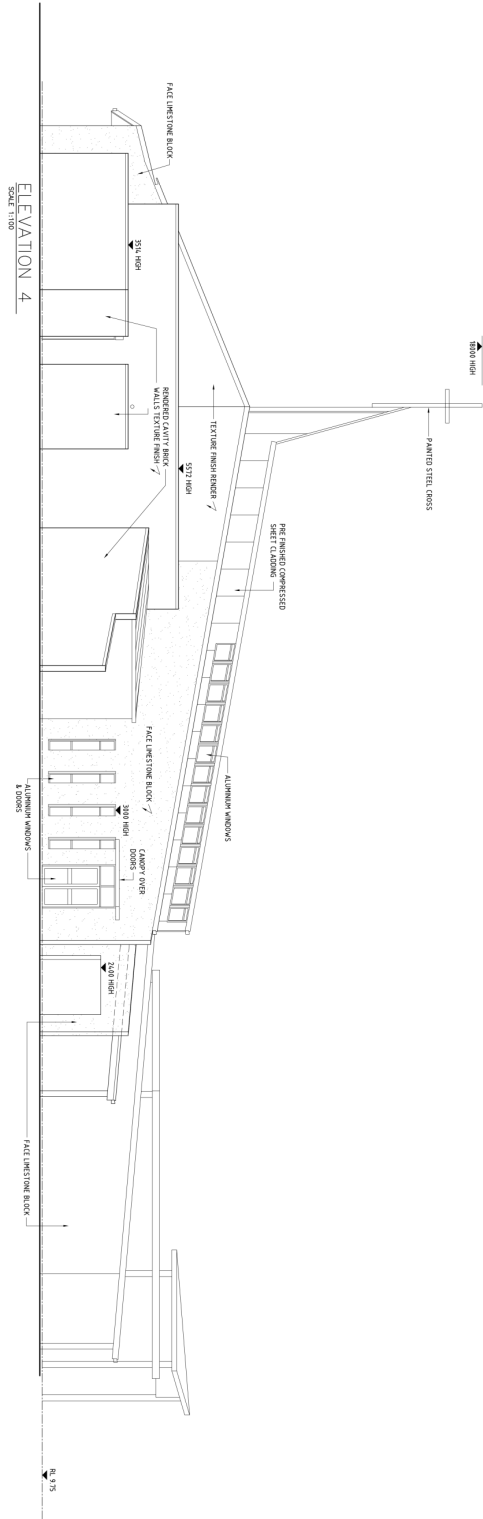 18000 HIGH
PAINTED STEEL CROSS
PRE FINISHED COMPRESSED
SHEET CLADDING
ALUMINIUM WINDOWS
FACE LIMESTONE BLOCK
3514 HIGH
TEXTURE FINISH RENDER
RENDERED CAVITY BRICK
WALLS TEXTURE FINISH
5572 HIGH
FACE LIMESTONE BLOCK
3000 HIGH
CANOPY OVER
DOORS
2400 HIGH
ALUMINIUM WINDOWS
& DOORS
FACE LIMESTONE BLOCK
RL 9.75
ELEVATION 4
SCALE 1:100